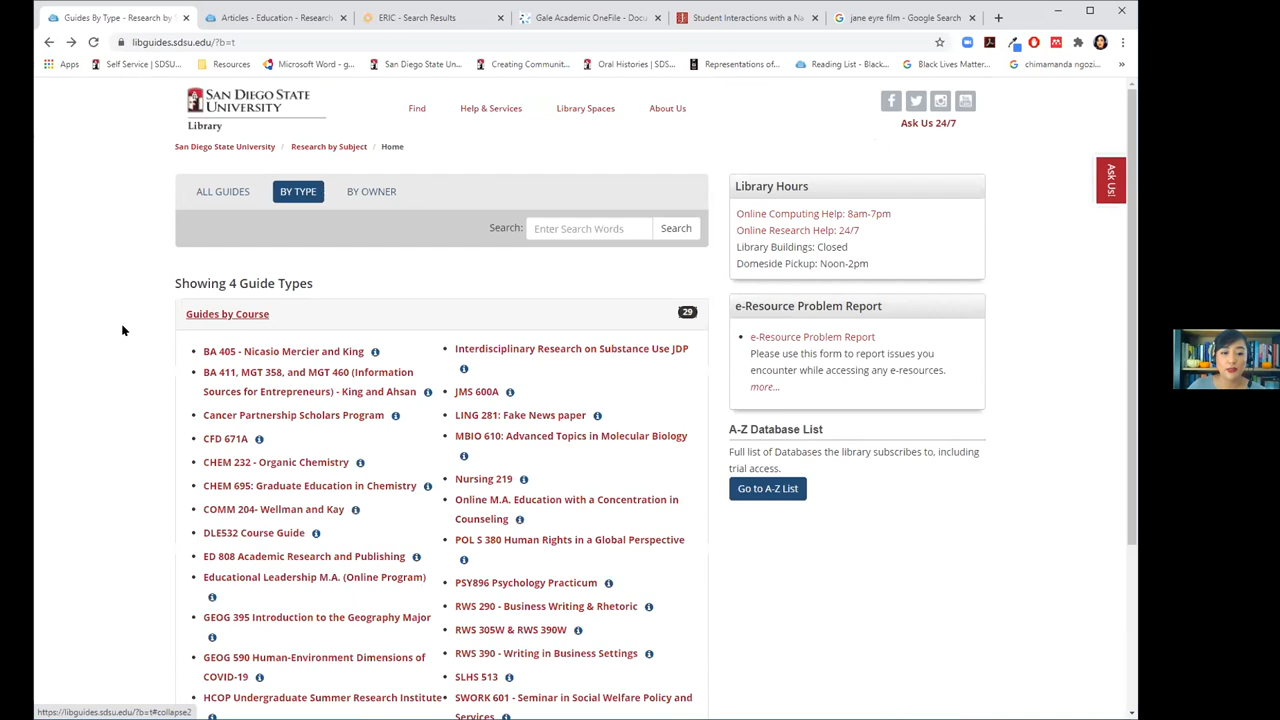 Guides By Type - Research by S
Articles - Education - Research
ERIC - Search Results
Gale Academic OneFile - Docu
Student Interactions with a Na
jane eyre film - Google Search
libguides.sdsu.edu/?b=t
Apps
Self Service | SDSU...
Resources
Microsoft Word - g...
San Diego State Un...
Creating Communit...
Oral Histories | SDS...
Representations of...
Reading List - Black...
Black Lives Matter...
chimamanda ngozi...
SAN DIEGO STATE
UNIVERSITY
Library
Find
Help & Services
Library Spaces
About Us
Ask Us 24/7
San Diego State University / Research by Subject / Home
Ask Us!
ALL GUIDES
BY TYPE
BY OWNER
Search:
Enter Search Words
Search
Showing 4 Guide Types
Guides by Course
29
BA 405 - Nicasio Mercier and King
BA 411, MGT 358, and MGT 460 (Information
Sources for Entrepreneurs) - King and Ahsan
Cancer Partnership Scholars Program
CFD 671A
CHEM 232 - Organic Chemistry
CHEM 695: Graduate Education in Chemistry
COMM 204- Wellman and Kay
DLE532 Course Guide
ED 808 Academic Research and Publishing
Educational Leadership M.A. (Online Program)
GEOG 395 Introduction to the Geography Major
GEOG 590 Human-Environment Dimensions of
COVID-19
HCOP Undergraduate Summer Research Institute
Interdisciplinary Research on Substance Use JDP
JMS 600A
LING 281: Fake News paper
MBIO 610: Advanced Topics in Molecular Biology
Nursing 219
Online M.A. Education with a Concentration in
Counseling
POL S 380 Human Rights in a Global Perspective
PSY896 Psychology Practicum
RWS 290 - Business Writing & Rhetoric
RWS 305W & RWS 390W
RWS 390 - Writing in Business Settings
SLHS 513
SWORK 601 - Seminar in Social Welfare Policy and
Services
Library Hours
Online Computing Help: 8am-7pm
Online Research Help: 24/7
Library Buildings: Closed
Domeside Pickup: Noon-2pm
e-Resource Problem Report
e-Resource Problem Report
Please use this form to report issues you
encounter while accessing any e-resources.
more...
A-Z Database List
Full list of Databases the library subscribes to, including
trial access.
Go to A-Z List
https://libguides.sdsu.edu/?b=t#collapse2